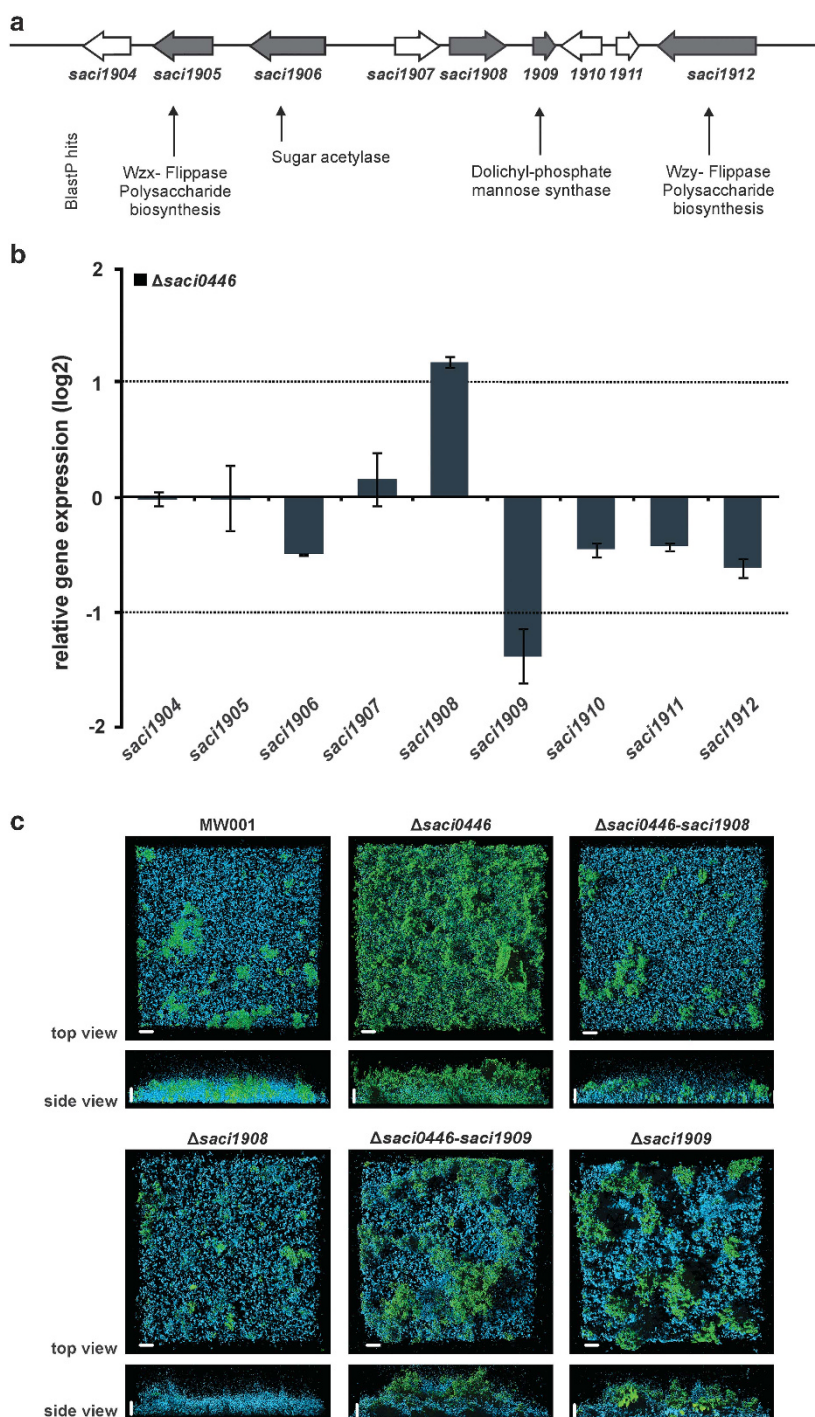 a
saci1904 saci1905 saci1906 saci1907 saci1908 1909 1910 1911 saci1912
BlastP hits
Wzx- Flippase
Polysaccharide
biosynthesis
Sugar acetylase
Dolichyl-phosphate
mannose synthase
Wzy- Flippase
Polysaccharide
biosynthesis
b
Δsaci0446
relative gene expression (log2)
2
1
0
-1
-2
saci1904 saci1905 saci1906 saci1907 saci1908 saci1909 saci1910 saci1911 saci1912
c
MW001 Δsaci0446 Δsaci0446-saci1908
top view
side view
Δsaci1908 Δsaci0446-saci1909 Δsaci1909
top view
side view